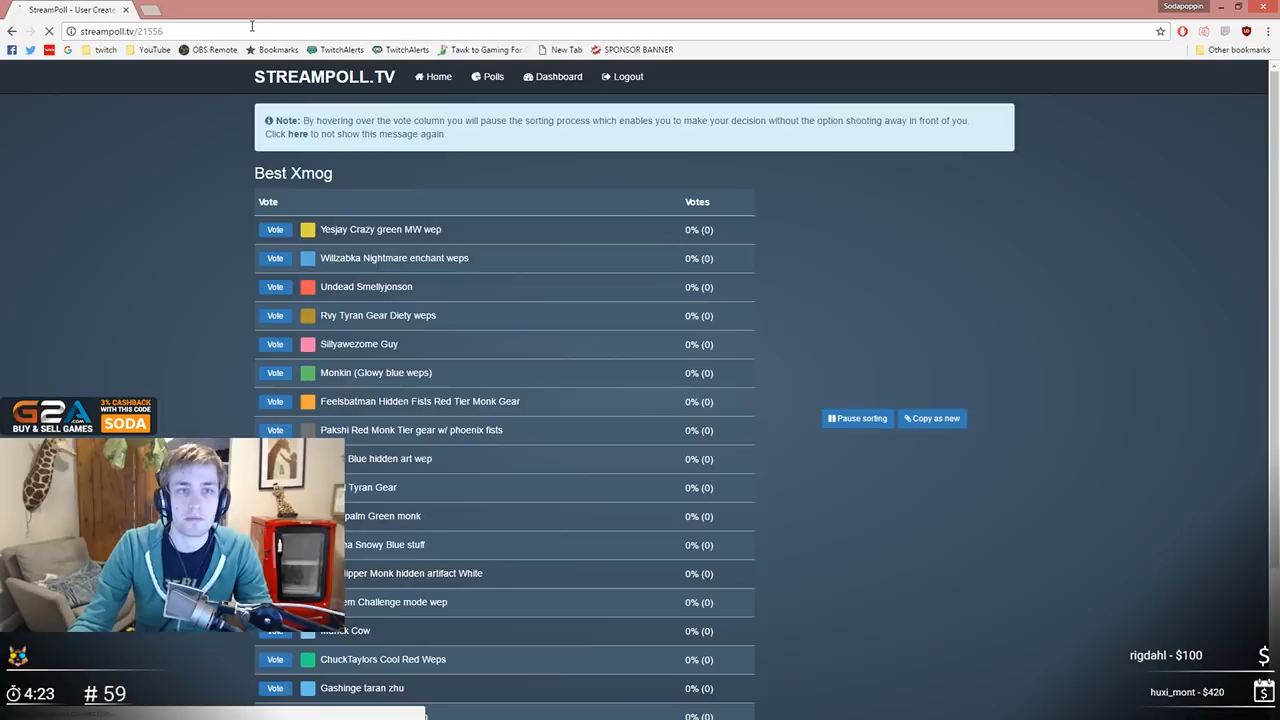 StreamPoll - User Create
Sodapoppin
streampoll.tv/21556
twitch YouTube OBS Remote Bookmarks TwitchAlerts TwitchAlerts Tawk to Gaming For New Tab SPONSOR BANNER Other bookmarks
STREAMPOLL.TV Home Polls Dashboard Logout
Note: By hovering over the vote column you will pause the sorting process which enables you to make your decision without the option shooting away in front of you.
Click here to not show this message again.
Best Xmog
Vote Votes
Vote Yesjay Crazy green MW wep 0% (0)
Vote Willzabka Nightmare enchant weps 0% (0)
Vote Undead Smellyjonson 0% (0)
Vote Rvy Tyran Gear Diety weps 0% (0)
Vote Sillyawezome Guy 0% (0)
Vote Monkin (Glowy blue weps) 0% (0)
Vote Feelsbatman Hidden Fists Red Tier Monk Gear 0% (0)
Pause sorting Copy as new
G2A 3% CASHBACK
WITH THIS CODE
BUY & SELL GAMES SODA
Vote Pakshi Red Monk Tier gear w/ phoenix fists 0% (0)
Blue hidden art wep 0% (0)
Tyran Gear 0% (0)
palm Green monk 0% (0)
Snowy Blue stuff 0% (0)
Monk hidden artifact White 0% (0)
Challenge mode wep 0% (0)
Cow 0% (0)
Vote ChuckTaylors Cool Red Weps 0% (0)
Vote Gashinge taran zhu 0% (0)
0% (0)
4:23 # 59
rigdahl - $100 $
huxi_mont - $420